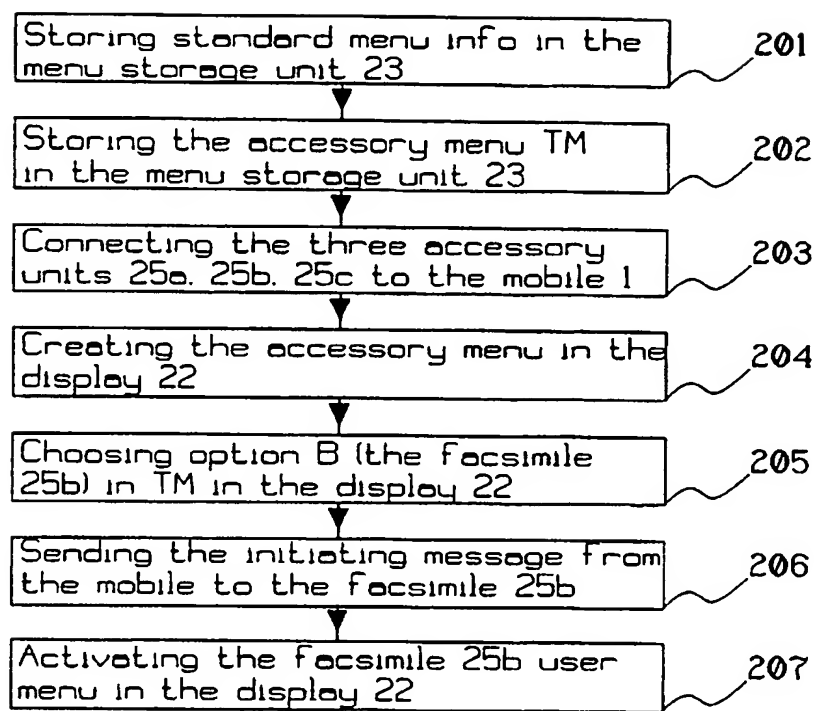 Storing standard menu info in the
menu storage unit 23
201
Storing the accessory menu TM
in the menu storage unit 23
202
Connecting the three accessory
units 25a. 25b. 25c to the mobile 1
203
Creating the accessory menu in the
display 22
204
Choosing option B (the facsimile
25b) in TM in the display 22
205
Sending the initiating message from
the mobile to the facsimile 25b
206
Activating the facsimile 25b user
menu in the display 22
207